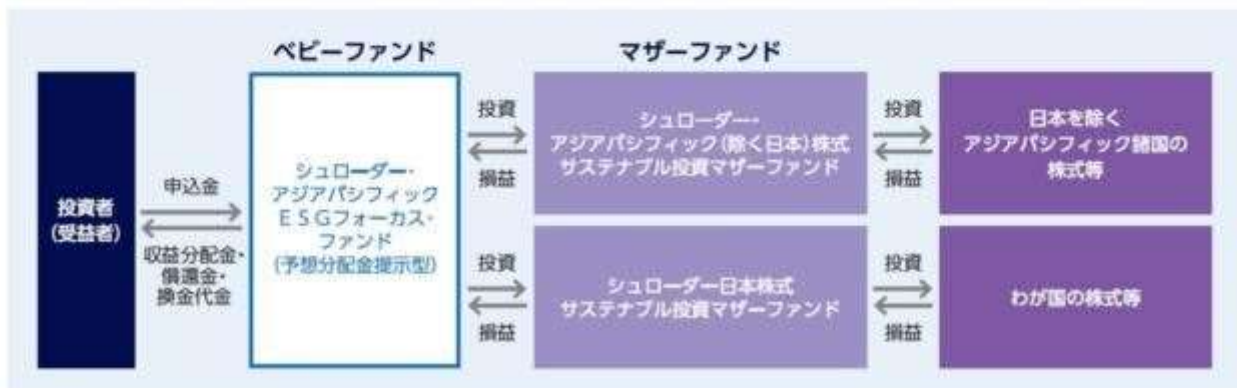 ベビーファンド
マザーファンド
投資者
(受益者)
申込金
収益分配金・
償還金・
換金代金
シュローダー・
アジアパシフィック
ESGフォーカス・
ファンド
(予想分配金提示型)
投資
損益
シュローダー・
アジアパシフィック(除く日本)株式
サステナブル投資マザーファンド
投資
損益
日本を除く
アジアパシフィック諸国の
株式等
投資
損益
シュローダー日本株式
サステナブル投資マザーファンド
投資
損益
わが国の株式等